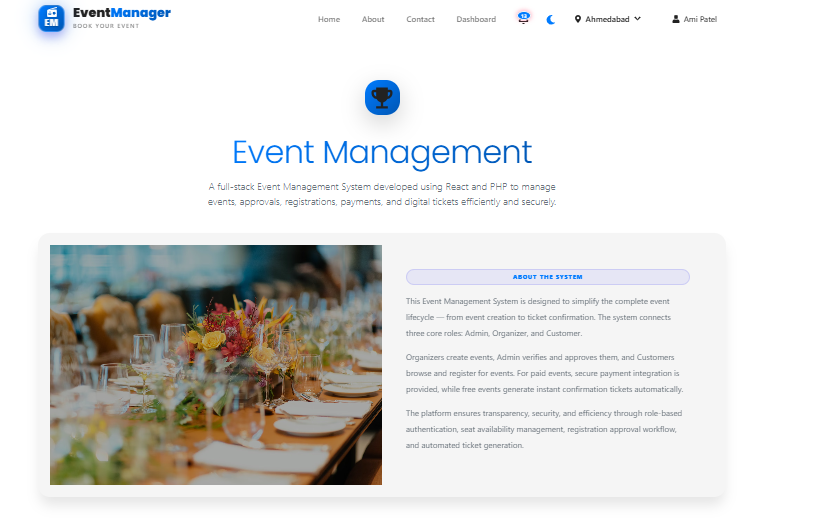 EM
EventManager
BOOK YOUR EVENT
Home About Contact Dashboard Ahmedabad Ami Patel
Event Management
A full-stack Event Management System developed using React and PHP to manage
events, approvals, registrations, payments, and digital tickets efficiently and securely.
ABOUT THE SYSTEM
This Event Management System is designed to simplify the complete event
lifecycle — from event creation to ticket confirmation. The system connects
three core roles: Admin, Organizer, and Customer.
Organizers create events, Admin verifies and approves them, and Customers
browse and register for events. For paid events, secure payment integration is
provided, while free events generate instant confirmation tickets automatically.
The platform ensures transparency, security, and efficiency through role-based
authentication, seat availability management, registration approval workflow,
and automated ticket generation.